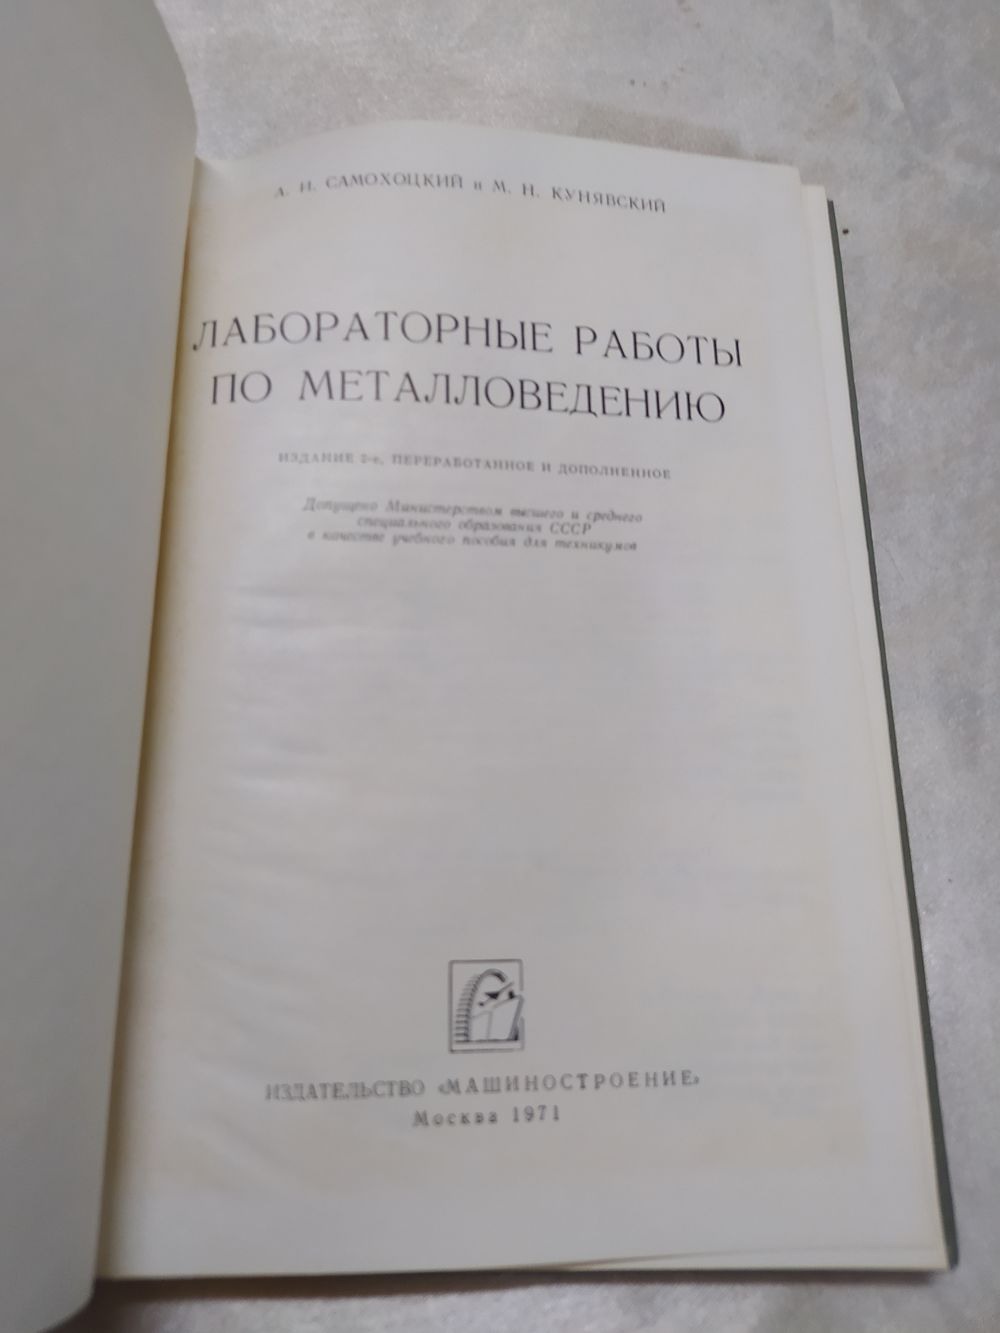 А. И. САМОХОЦКИЙ и М. Н. КУНЯВСКИЙ
ЛАБОРАТОРНЫЕ РАБОТЫ
ПО МЕТАЛЛОВЕДЕНИЮ
ИЗДАНИЕ 2-е, ПЕРЕРАБОТАННОЕ И ДОПОЛНЕННОЕ
Допущено Министерством высшего и среднего
специального образования СССР
в качестве учебного пособия для техникумов
ИЗДАТЕЛЬСТВО «МАШИНОСТРОЕНИЕ»
Москва 1971